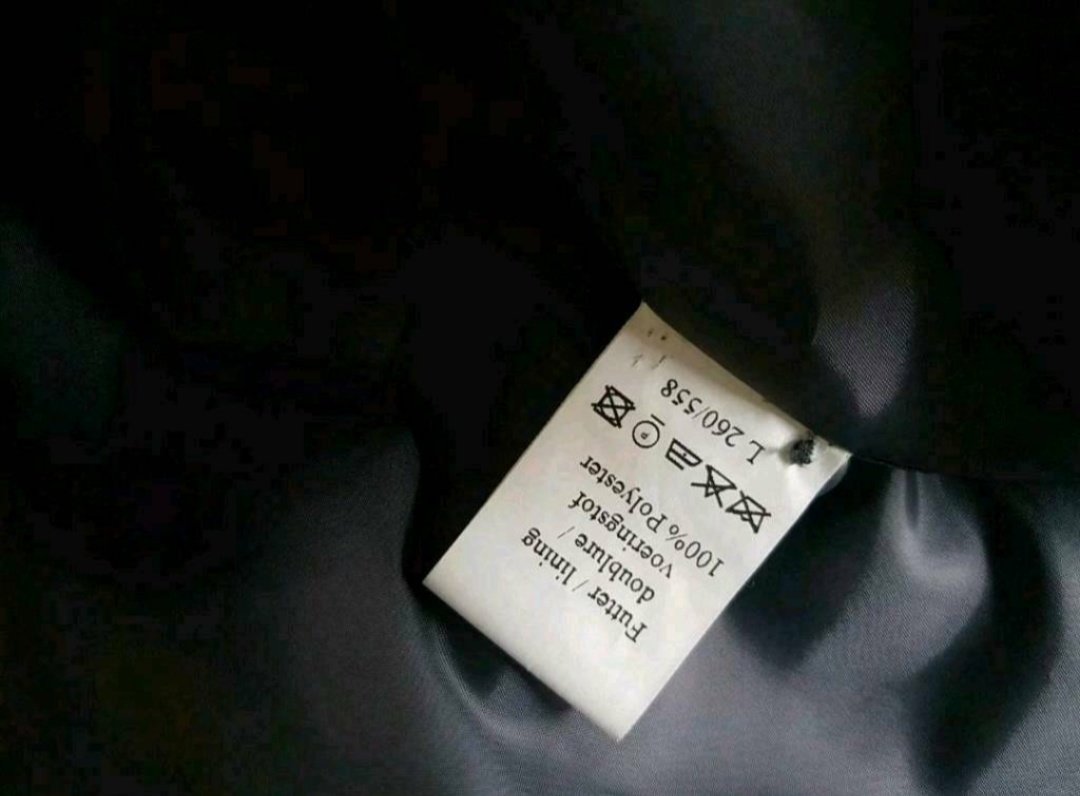 Futter / lining
doublure /
voeringstof
100% Polyester
P
L 260/558